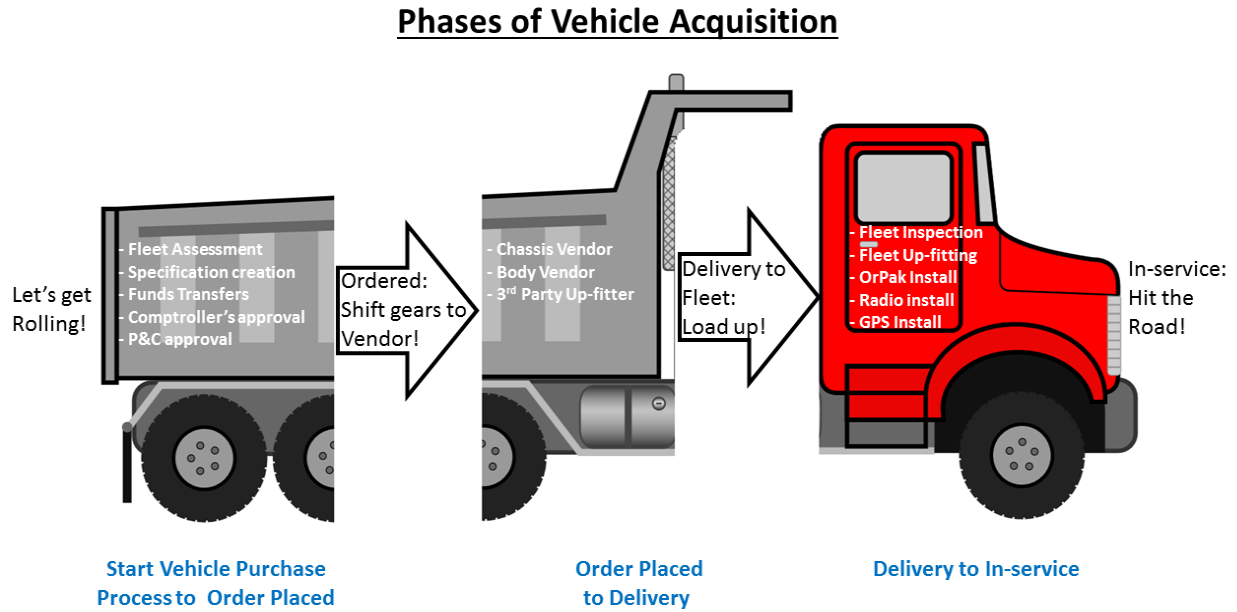 Phases of Vehicle Acquisition
Let's get
Rolling!
- Fleet Assessment
- Specification creation
- Funds Transfers
- Comptroller's approval
- P&C approval
Ordered:
Shift gears to
Vendor!
- Chassis Vendor
- Body Vendor
- 3rd Party Up-fitter
Delivery to
Fleet:
Load up!
- Fleet Inspection
- Fleet Up-fitting
- OrPak Install
- Radio install
- GPS Install
In-service:
Hit the
Road!
Start Vehicle Purchase
Process to  Order Placed
Order Placed
to Delivery
Delivery to In-service